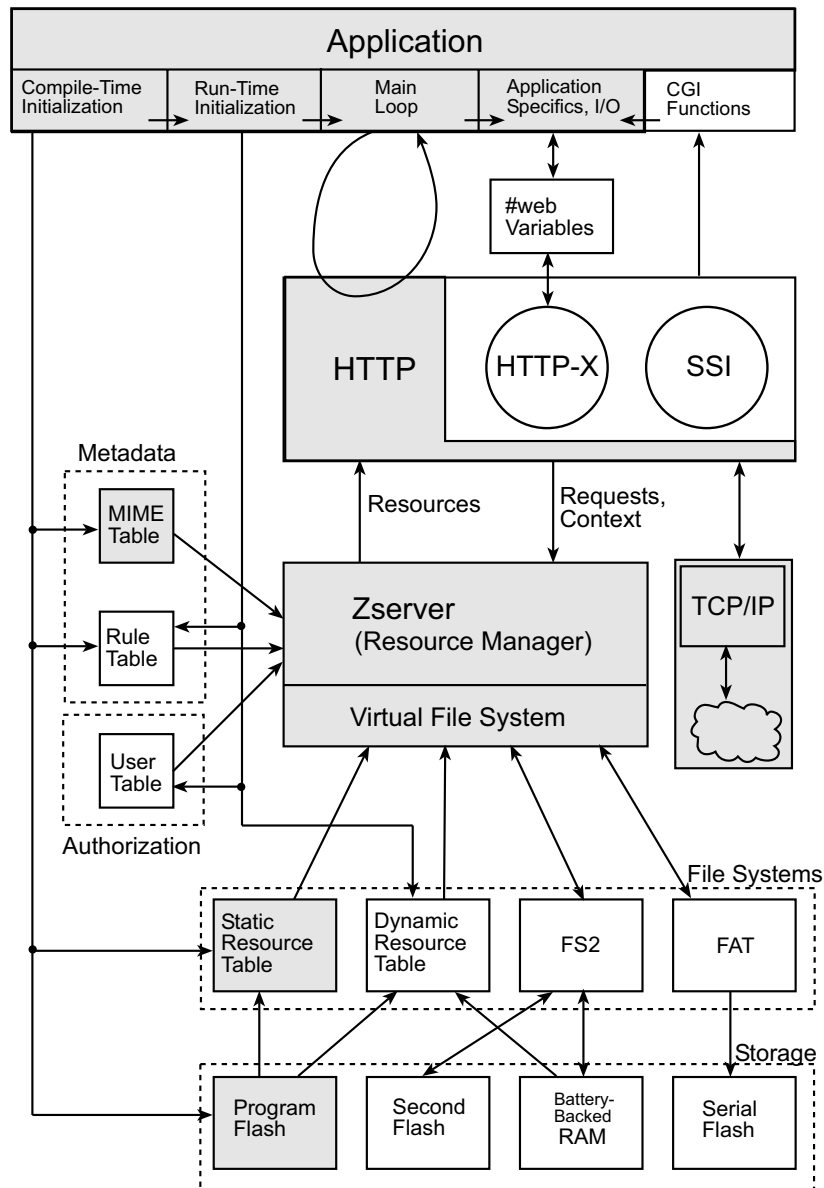 Application
Compile-Time
Initialization
Run-Time
Initialization
Main
Loop
Application
Specifics, I/O
CGI
Functions
#web
Variables
HTTP
HTTP-X
SSI
Metadata
MIME
Table
Resources
Requests,
Context
Rule
Table
Zserver
(Resource Manager)
TCP/IP
Virtual File System
User
Table
Authorization
File Systems
Static
Resource
Table
Dynamic
Resource
Table
FS2
FAT
Storage
Program
Flash
Second
Flash
Battery-
Backed
RAM
Serial
Flash